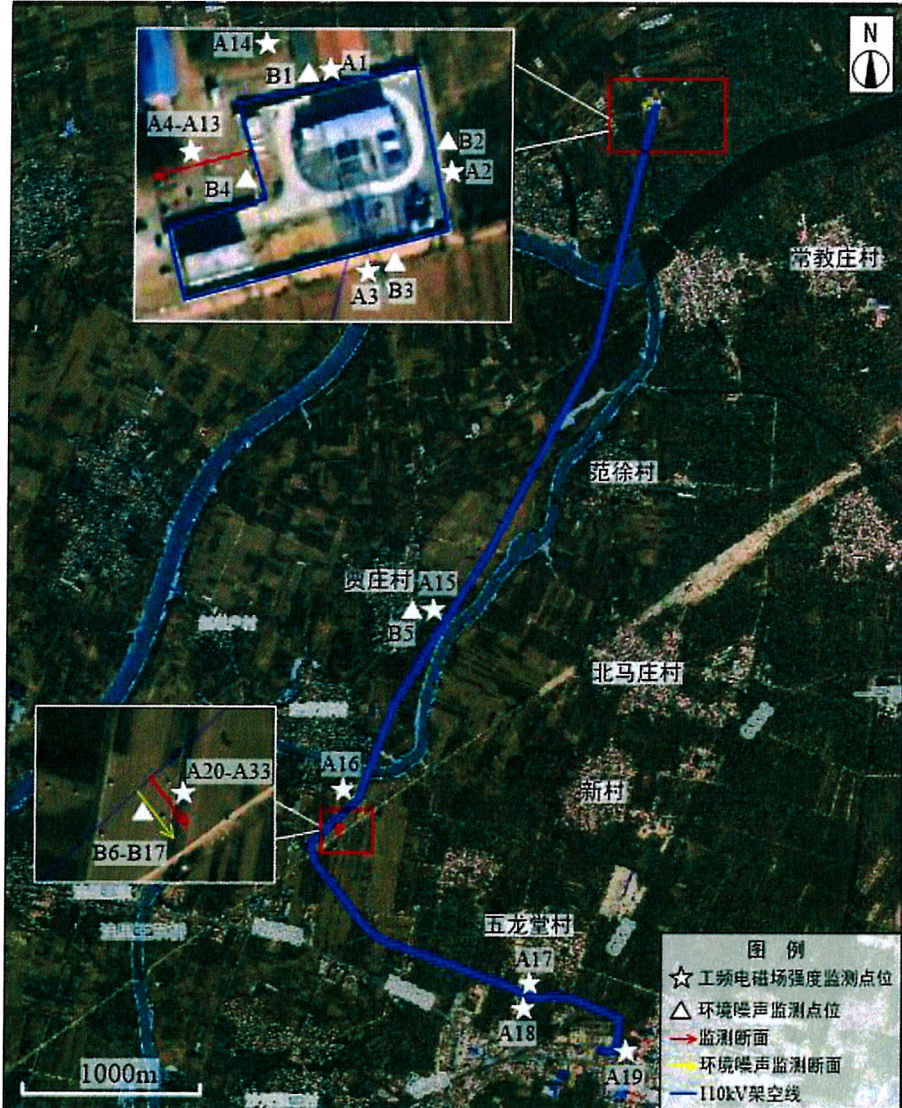 N
A14
B1
A1
A4-A13
B2
A2
B4
A3
B3
常教庄村
范徐村
贾庄村
A15
B5
北马庄村
A16
新村
A20-A33
B6-B17
五龙堂村
A17
A18
A19
1000m
图 例
工频电磁场强度监测点位
环境噪声监测点位
监测断面
环境噪声监测断面
110kV架空线